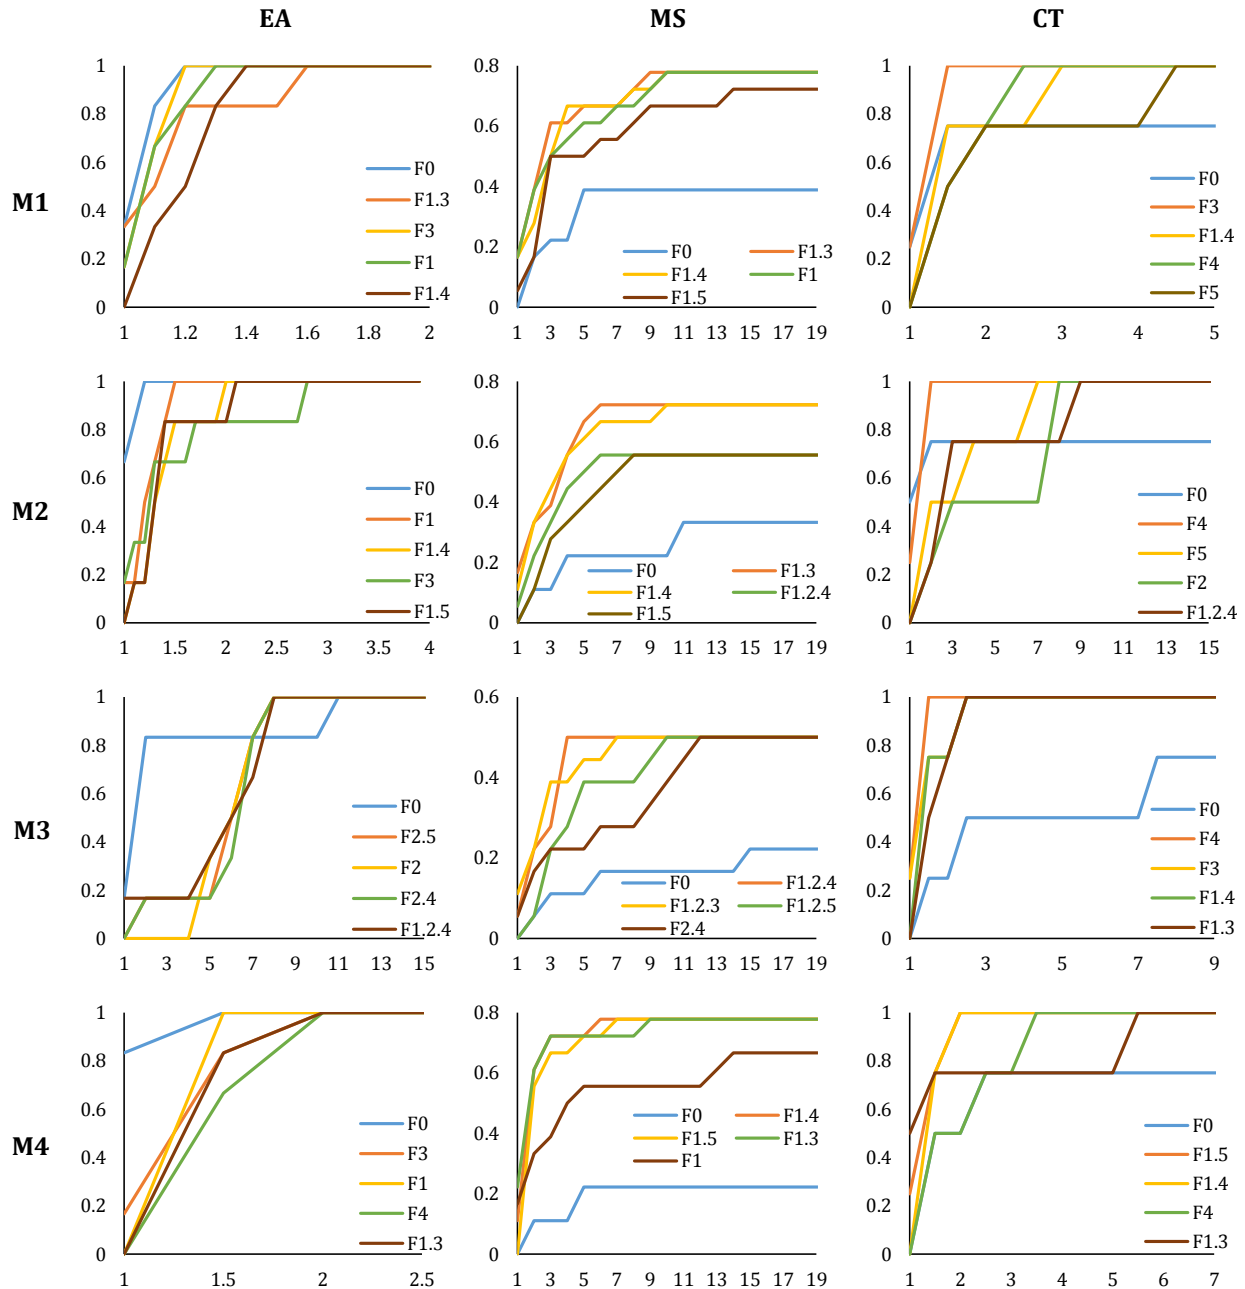 EA MS CT
M1
1 0.8 0.6 0.4 0.2 0
F0
F1.3
F3
F1
F1.4
1 1.2 1.4 1.6 1.8 2
0.8 0.6 0.4 0.2 0
F0 F1.3
F1.4 F1
F1.5
1 3 5 7 9 11 13 15 17 19
1 0.8 0.6 0.4 0.2 0
F0
F3
F1.4
F4
F5
1 2 3 4 5
M2
1 0.8 0.6 0.4 0.2 0
F0
F1
F1.4
F3
F1.5
1 1.5 2 2.5 3 3.5 4
0.8 0.6 0.4 0.2 0
F0 F1.3
F1.4 F1.2.4
F1.5
1 3 5 7 9 11 13 15 17 19
1 0.8 0.6 0.4 0.2 0
F0
F4
F5
F2
F1.2.4
1 3 5 7 9 11 13 15
M3
1 0.8 0.6 0.4 0.2 0
F0
F2.5
F2
F2.4
F1.2.4
1 3 5 7 9 11 13 15
0.6 0.4 0.2 0
F0 F1.2.4
F1.2.3 F1.2.5
F2.4
1 3 5 7 9 11 13 15 17 19
1 0.8 0.6 0.4 0.2 0
F0
F4
F3
F1.4
F1.3
1 3 5 7 9
M4
1 0.8 0.6 0.4 0.2 0
F0
F3
F1
F4
F1.3
1 1.5 2 2.5
0.8 0.6 0.4 0.2 0
F0 F1.4
F1.5 F1.3
F1
1 3 5 7 9 11 13 15 17 19
1 0.8 0.6 0.4 0.2 0
F0
F1.5
F1.4
F4
F1.3
1 2 3 4 5 6 7